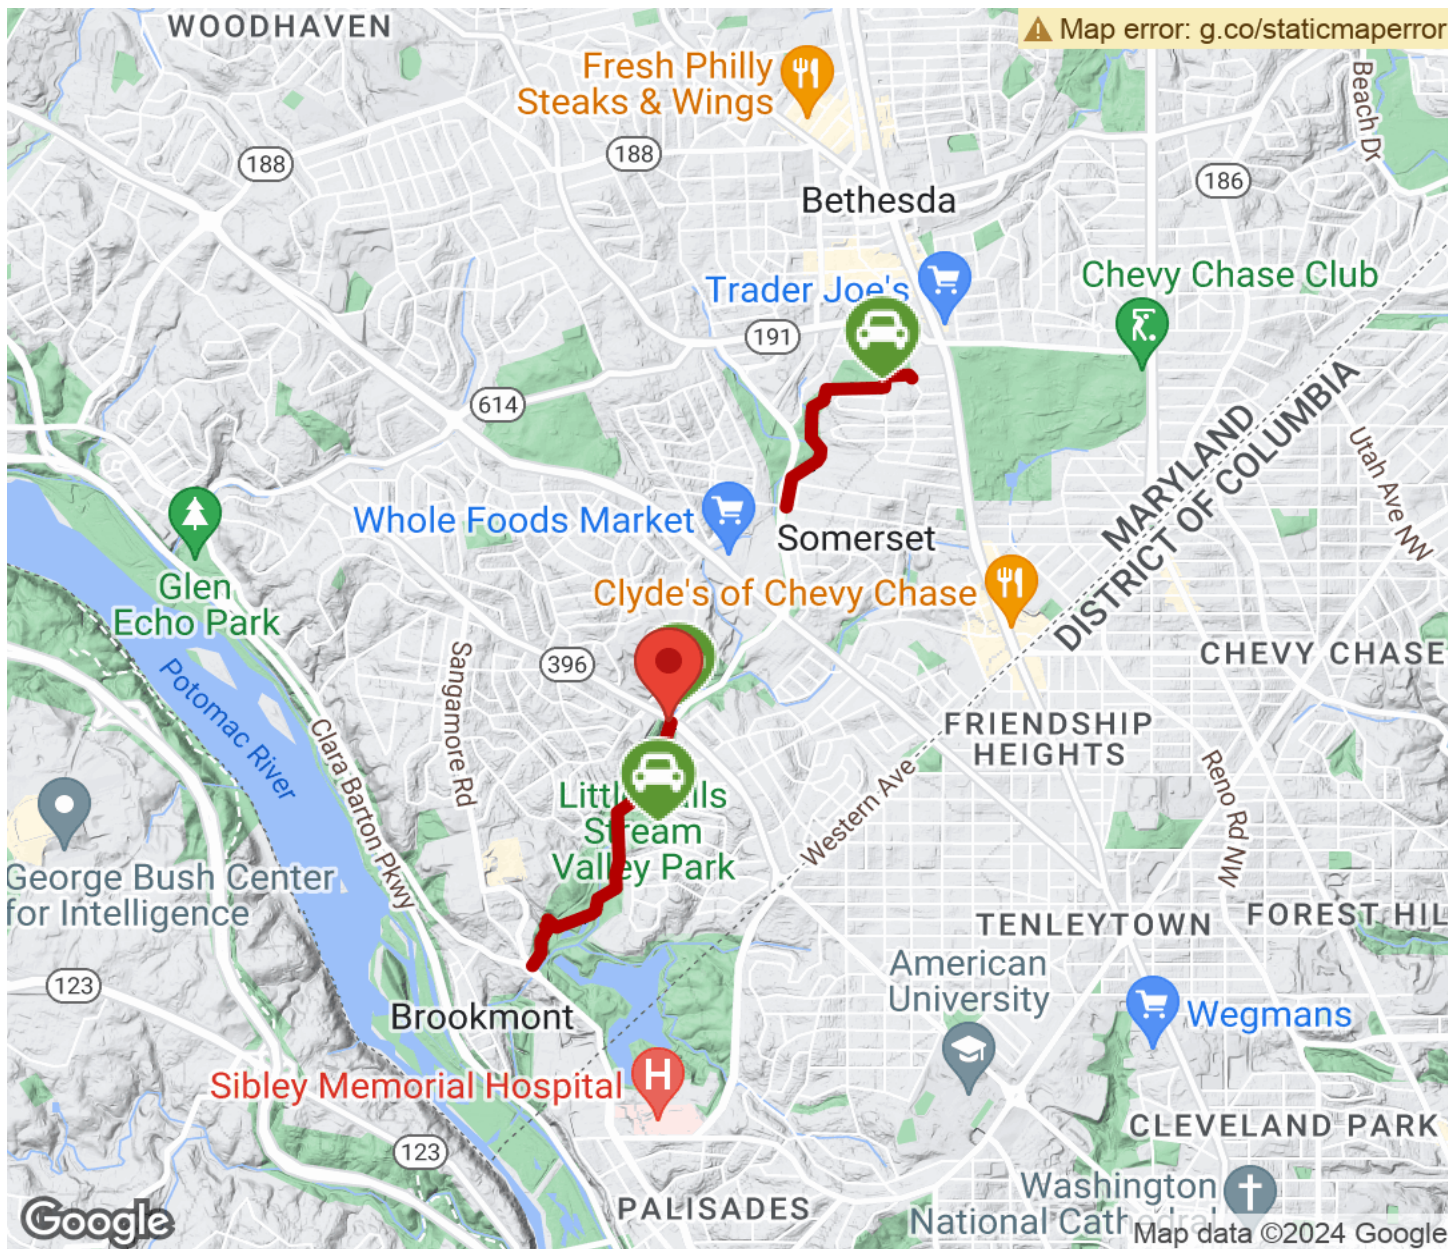 WOODHAVEN
Map error: g.co/staticmaperror
Fresh Philly
Steaks & Wings
Beach Dr
188
188
186
Bethesda
Trader Joe's
Chevy Chase Club
191
614
MARYLAND
DISTRICT OF COLUMBIA
Utah Ave NW
Whole Foods Market
Somerset
Glen
Echo Park
Clyde's of Chevy Chase
396
CHEVY CHASE
Sangamore Rd
Potomac River
Clara Barton Pkwy
FRIENDSHIP
HEIGHTS
Reno Rd NW
Western Ave
Stream
Valley Park
George Bush Center
for Intelligence
TENLEYTOWN
FOREST HIL
American
University
123
Brookmont
Wegmans
Sibley Memorial Hospital
H
CLEVELAND PARK
123
Washington
National
PALISADES
Google
Map data ©2024 Google